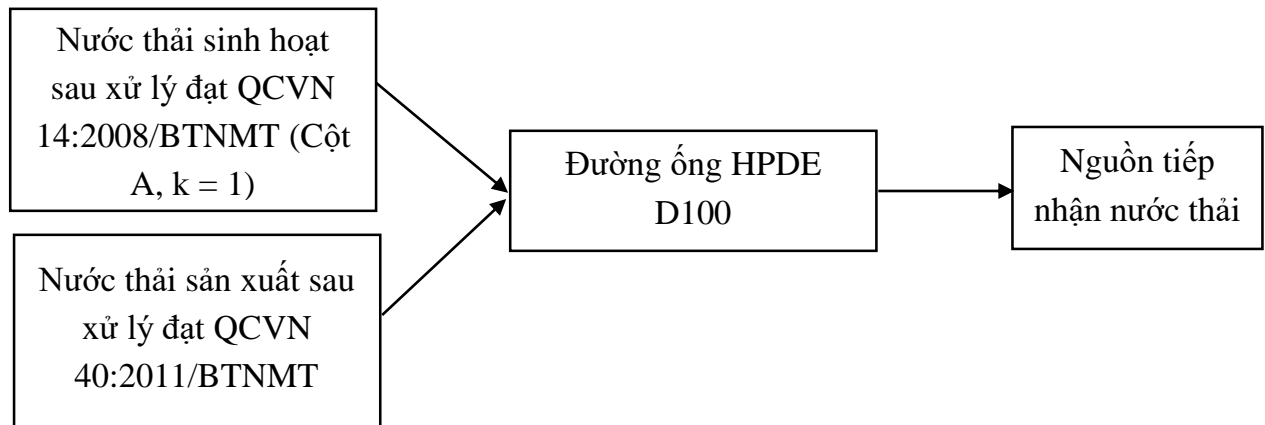 Nước thải sinh hoạt
sau xử lý đạt QCVN
14:2008/BTNMT (Cột
A, k = 1)
Nước thải sản xuất sau
xử lý đạt QCVN
40:2011/BTNMT
Đường ống HPDE
D100
Nguồn tiếp
nhận nước thải